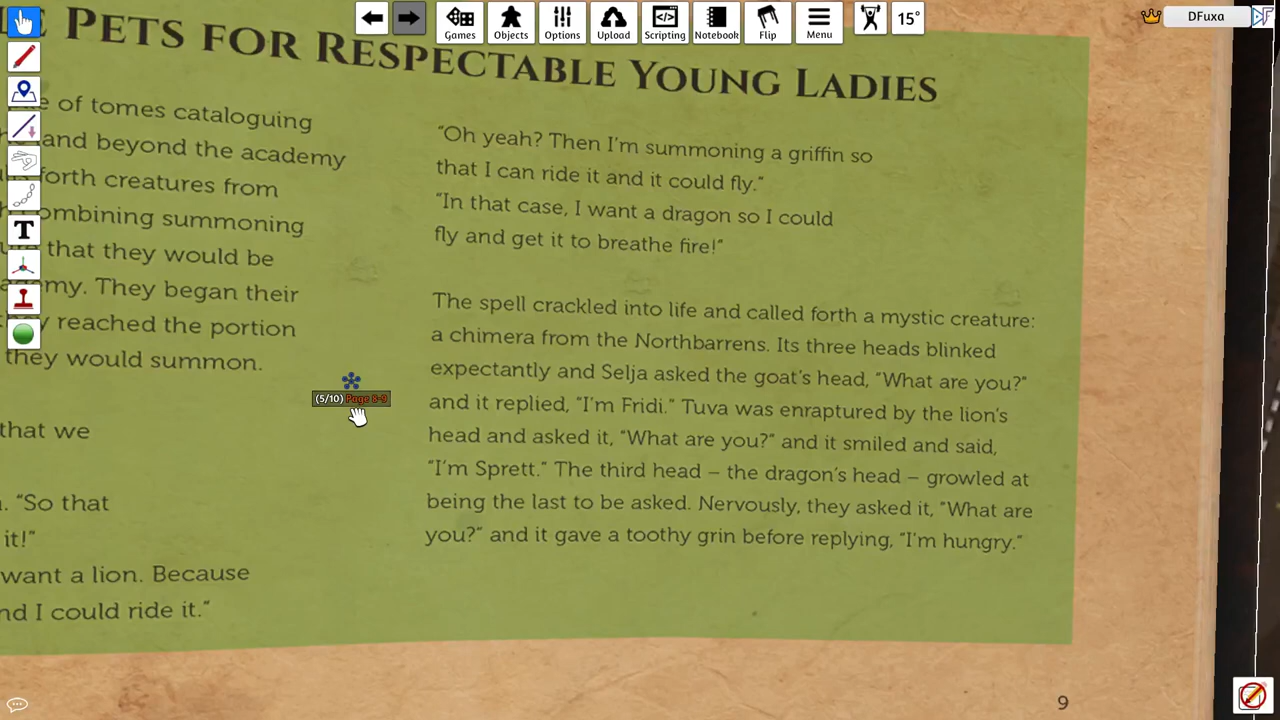 Games
Objects
Options
Upload
Scripting
Notebook
Flip
Menu
15°
DFuxa
PETS FOR RESPECTABLE YOUNG LADIES
of tomes cataloguing
and beyond the academy
forth creatures from
combining summoning
that they would be
They began their
reached the portion
they would summon.
that we
“So that
it!”
want a lion. Because
I could ride it.”
“Oh yeah? Then I’m summoning a griffin so
that I can ride it and it could fly.”
“In that case, I want a dragon so I could
fly and get it to breathe fire!”
The spell crackled into life and called forth a mystic creature:
a chimera from the Northbarrens. Its three heads blinked
expectantly and Selja asked the goat’s head, “What are you?”
and it replied, “I’m Fridi.” Tuva was enraptured by the lion’s
head and asked it, “What are you?” and it smiled and said,
“I’m Sprett.” The third head – the dragon’s head – growled at
being the last to be asked. Nervously, they asked it, “What are
you?” and it gave a toothy grin before replying, “I’m hungry.”
(5/10) Page 8-9
9